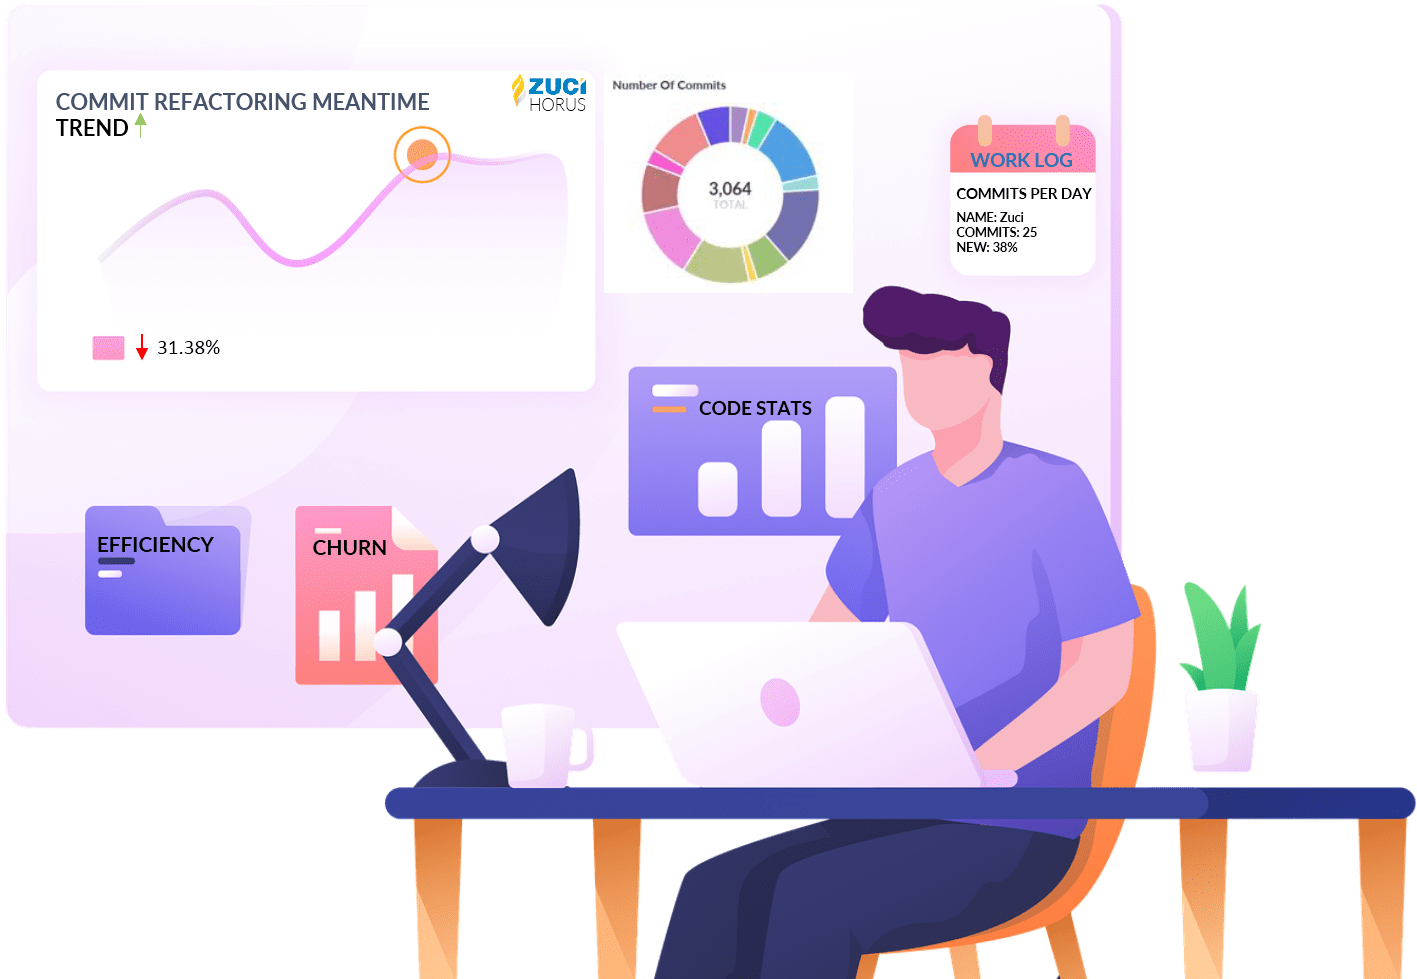 COMMIT REFACTORING MEANTIME
TREND
ZUCI
HORUS
31.38%
Number Of Commits
3,064
TOTAL
WORK LOG
COMMITS PER DAY
NAME: Zuci
COMMITS: 25
NEW: 38%
CODE STATS
EFFICIENCY
CHURN